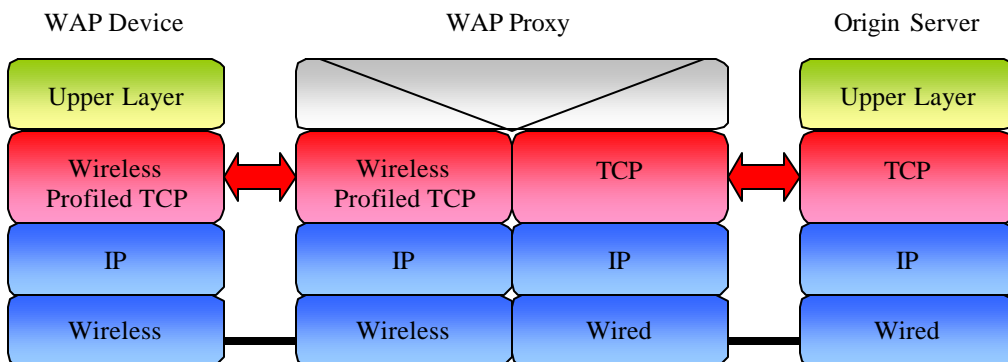 WAP Device
WAP Proxy
Origin Server
Upper Layer
Upper Layer
Wireless
Profiled TCP
Wireless
Profiled TCP
TCP
TCP
IP
IP
IP
IP
Wireless
Wireless
Wired
Wired